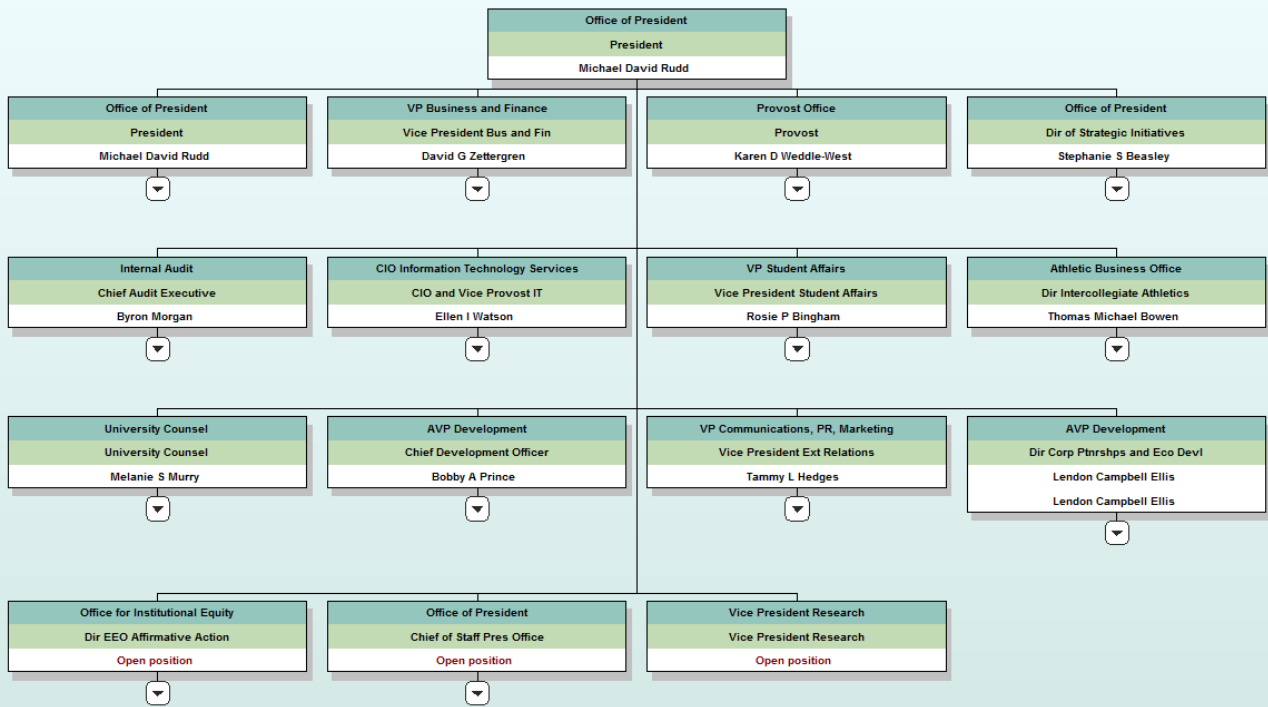 Office of President
President
Michael David Rudd
Office of President
President
Michael David Rudd
VP Business and Finance
Vice President Bus and Fin
David G Zettergren
Provost Office
Provost
Karen D Weddle-West
Office of President
Dir of Strategic Initiatives
Stephanie S Beasley
Internal Audit
Chief Audit Executive
Byron Morgan
CIO Information Technology Services
CIO and Vice Provost IT
Ellen I Watson
VP Student Affairs
Vice President Student Affairs
Rosie P Bingham
Athletic Business Office
Dir Intercollegiate Athletics
Thomas Michael Bowen
University Counsel
University Counsel
Melanie S Murry
AVP Development
Chief Development Officer
Bobby A Prince
VP Communications, PR, Marketing
Vice President Ext Relations
Tammy L Hedges
AVP Development
Dir Corp Ptnrshps and Eco Devl
Lendon Campbell Ellis
Lendon Campbell Ellis
Office for Institutional Equity
Dir EEO Affirmative Action
Open position
Office of President
Chief of Staff Pres Office
Open position
Vice President Research
Vice President Research
Open position